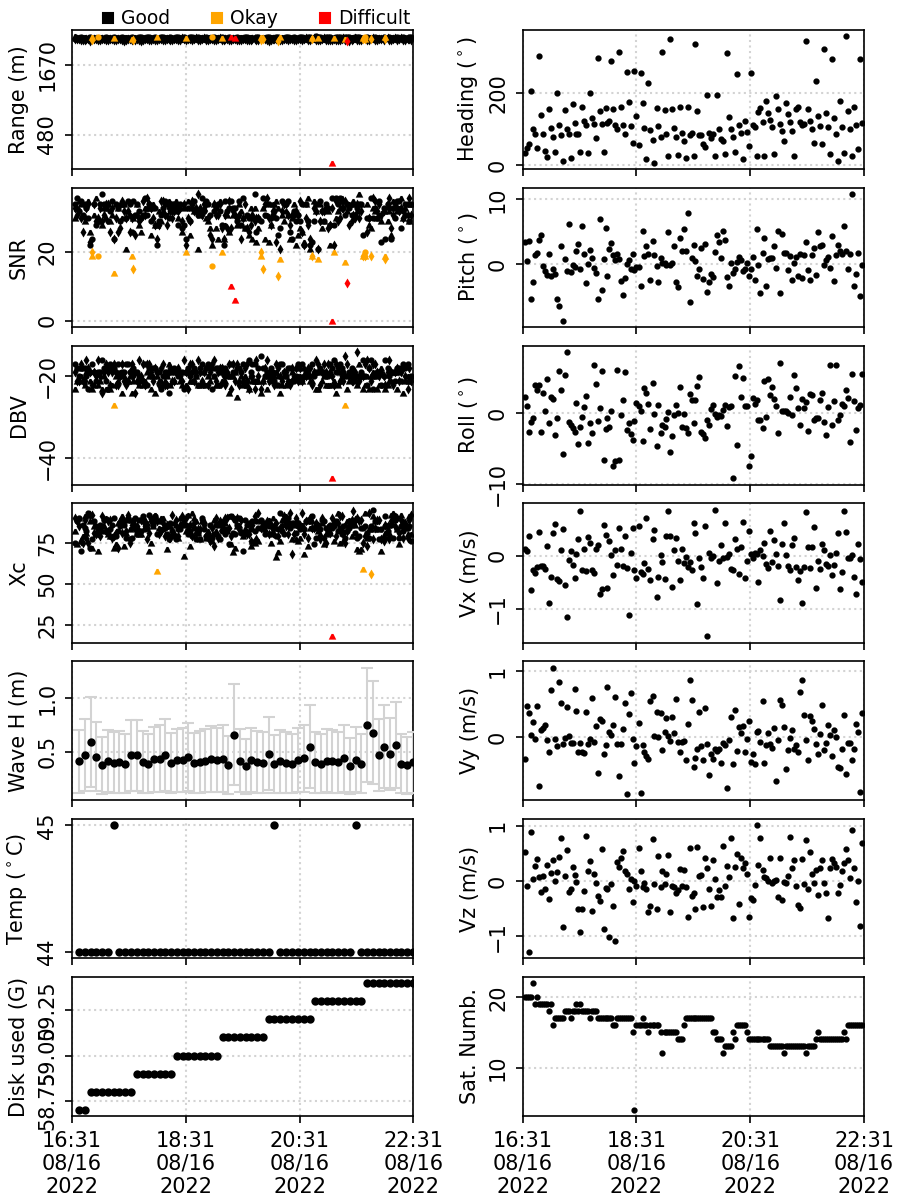 Good Okay Difficult
Range (m)
1670
480
Heading (°)
200
0
SNR
20
0
Pitch (°)
10
0
DBV
−20
−40
Roll (°)
0
−10
Xc
75
50
25
Vx (m/s)
0
−1
Wave H (m)
1.0
0.5
Vy (m/s)
1
0
Temp (°C)
45
44
Vz (m/s)
1
0
−1
Disk used (G)
59.25
59.0
58.75
Sat. Numb.
20
10
16:31 18:31 20:31 22:31 16:31 18:31 20:31 22:31
08/16 08/16 08/16 08/16 08/16 08/16 08/16 08/16
2022 2022 2022 2022 2022 2022 2022 2022